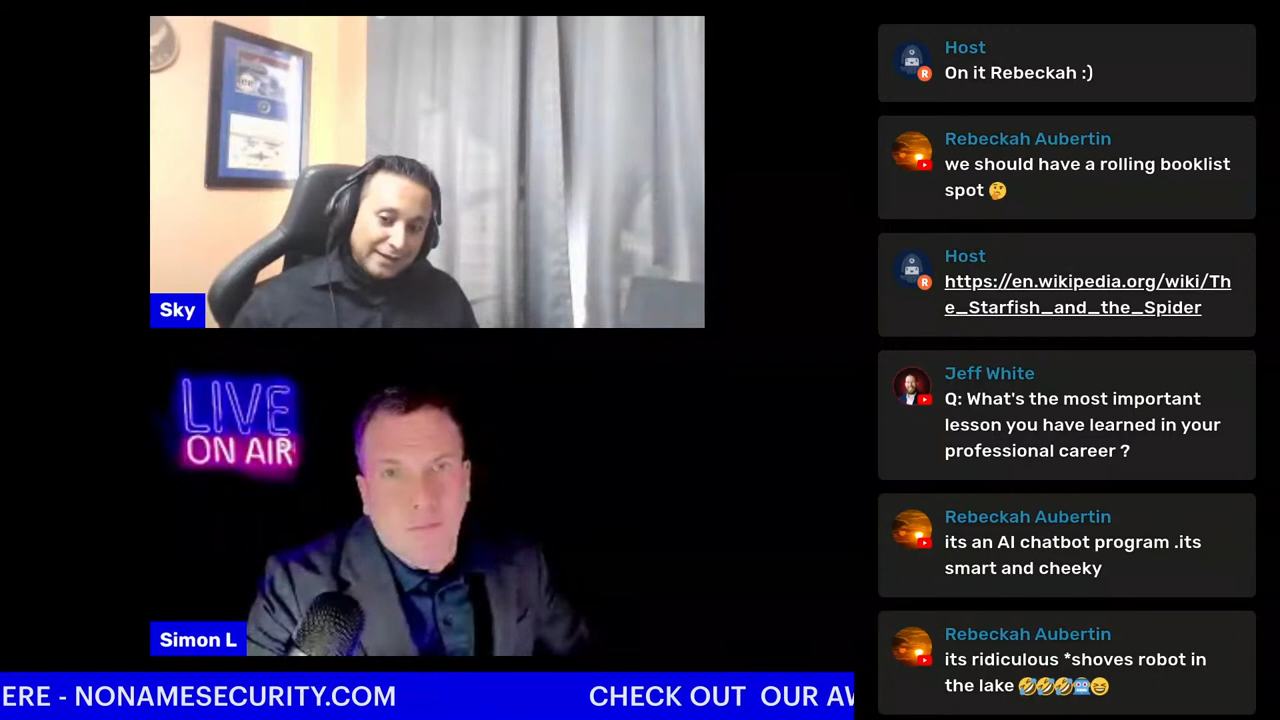 Sky
LIVE
ON AIR
Simon L
ERE - NONAMESECURITY.COM
CHECK OUT OUR AW
Host
On it Rebeckah :)
Rebeckah Aubertin
we should have a rolling booklist
spot 🤔
Host
https://en.wikipedia.org/wiki/Th
e_Starfish_and_the_Spider
Jeff White
Q: What's the most important
lesson you have learned in your
professional career ?
Rebeckah Aubertin
its an AI chatbot program .its
smart and cheeky
Rebeckah Aubertin
its ridiculous *shoves robot in
the lake 🤣🤣🤣🥶😆